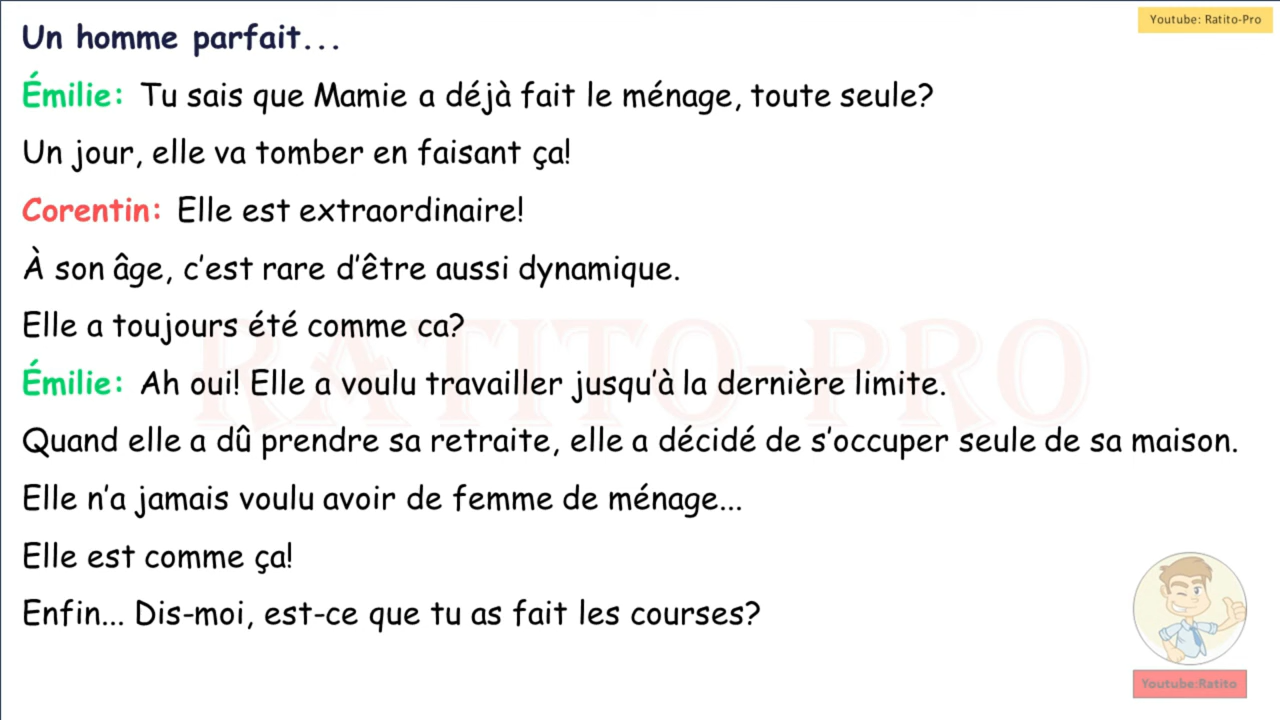 Un homme parfait...
Youtube: Ratito-Pro
Émilie: Tu sais que Mamie a déjà fait le ménage, toute seule?
Un jour, elle va tomber en faisant ça!
Corentin: Elle est extraordinaire!
À son âge, c'est rare d'être aussi dynamique.
Elle a toujours été comme ca?
RATITO-PRO
Émilie: Ah oui! Elle a voulu travailler jusqu'à la dernière limite.
Quand elle a dû prendre sa retraite, elle a décidé de s'occuper seule de sa maison.
Elle n'a jamais voulu avoir de femme de ménage...
Elle est comme ça!
Enfin... Dis-moi, est-ce que tu as fait les courses?
Youtube:Ratito